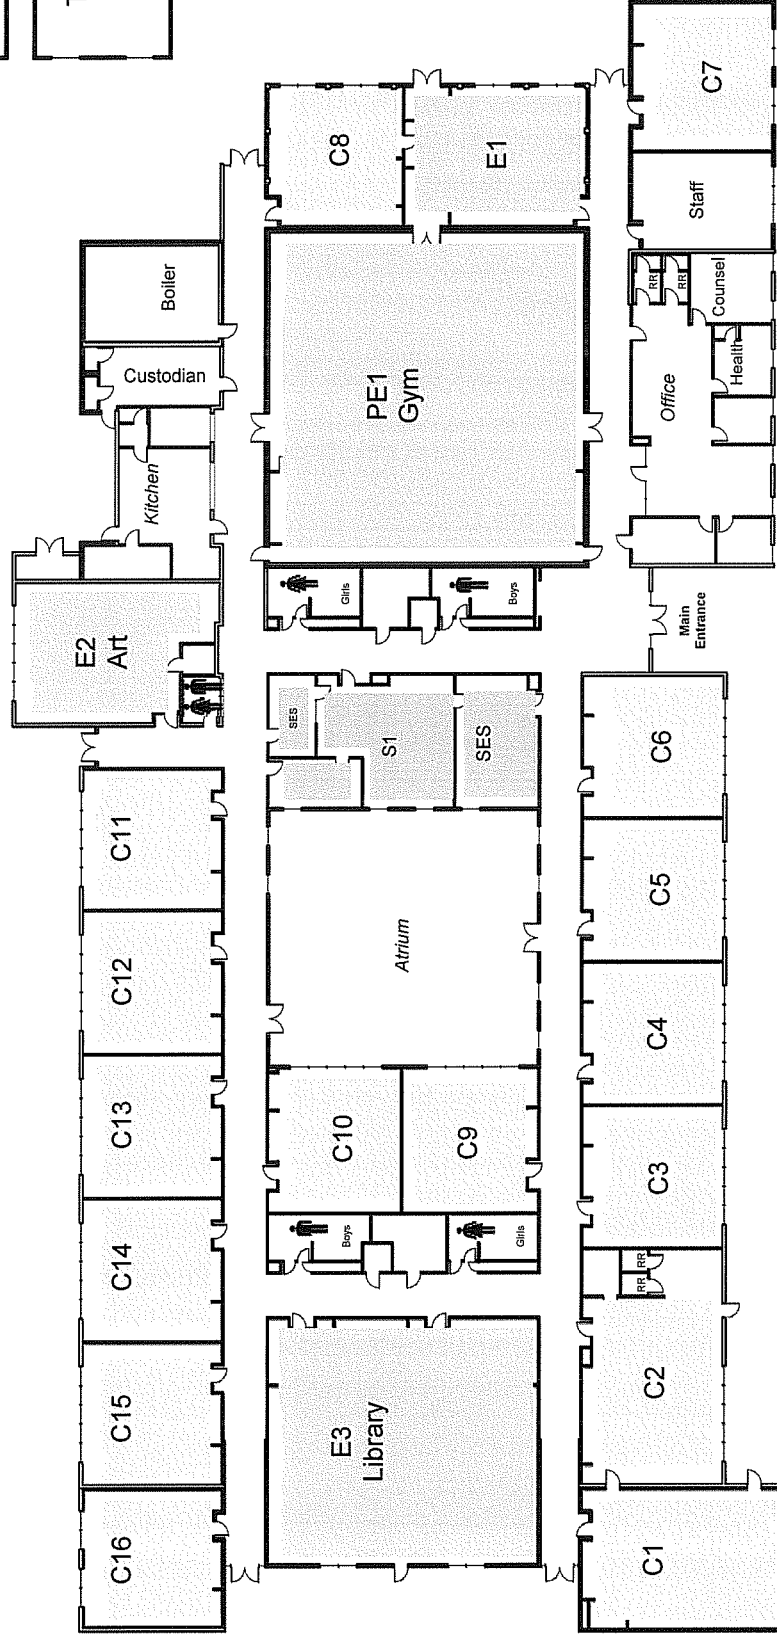 C7
C8
E1
Staff
RR
RR
Counsel
Boiler
Custodian
PE1
Gym
Health
Office
Kitchen
Girls
Boys
E2
Art
Main
Entrance
SES
S1
SES
C6
C11
C5
C12
Atrium
C4
C13
C10
C9
C3
Boys
Girls
C14
RR
RR
C2
C15
E3
Library
C16
C1